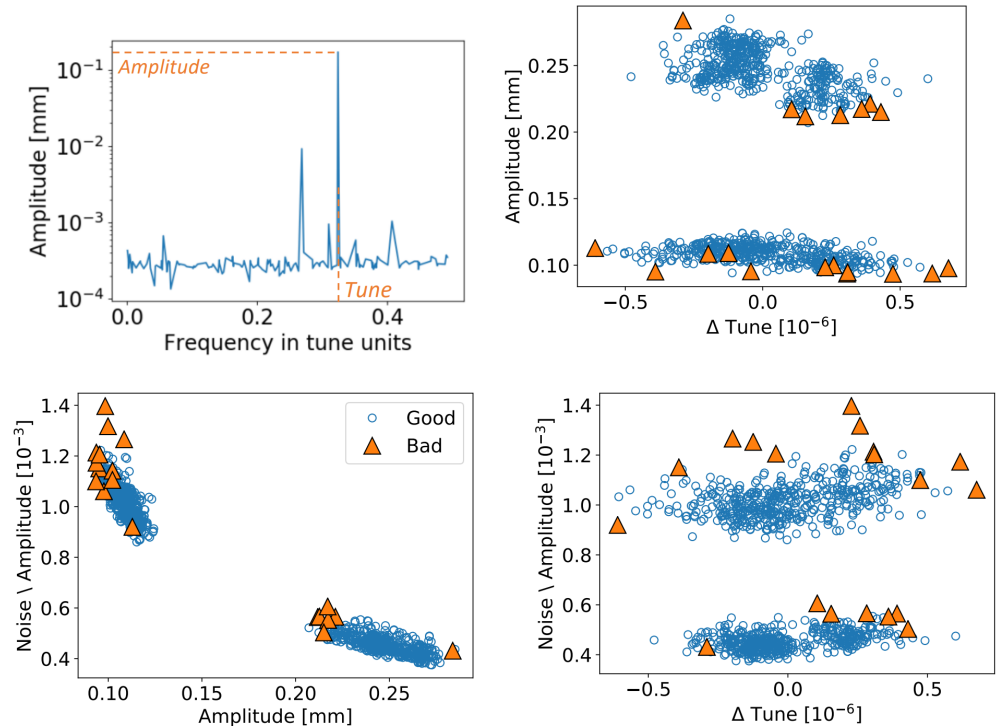 Amplitude [mm]
10⁻¹
10⁻²
10⁻³
10⁻⁴
Amplitude
Tune
0.0 0.2 0.4
Frequency in tune units
Amplitude [mm]
0.25
0.20
0.15
0.10
−0.5 0.0 0.5
Δ Tune [10⁻⁶]
Noise \ Amplitude [10⁻³]
1.4
1.2
1.0
0.8
0.6
0.4
Good
Bad
0.10 0.15 0.20 0.25
Amplitude [mm]
Noise \ Amplitude [10⁻³]
1.4
1.2
1.0
0.8
0.6
0.4
−0.5 0.0 0.5
Δ Tune [10⁻⁶]